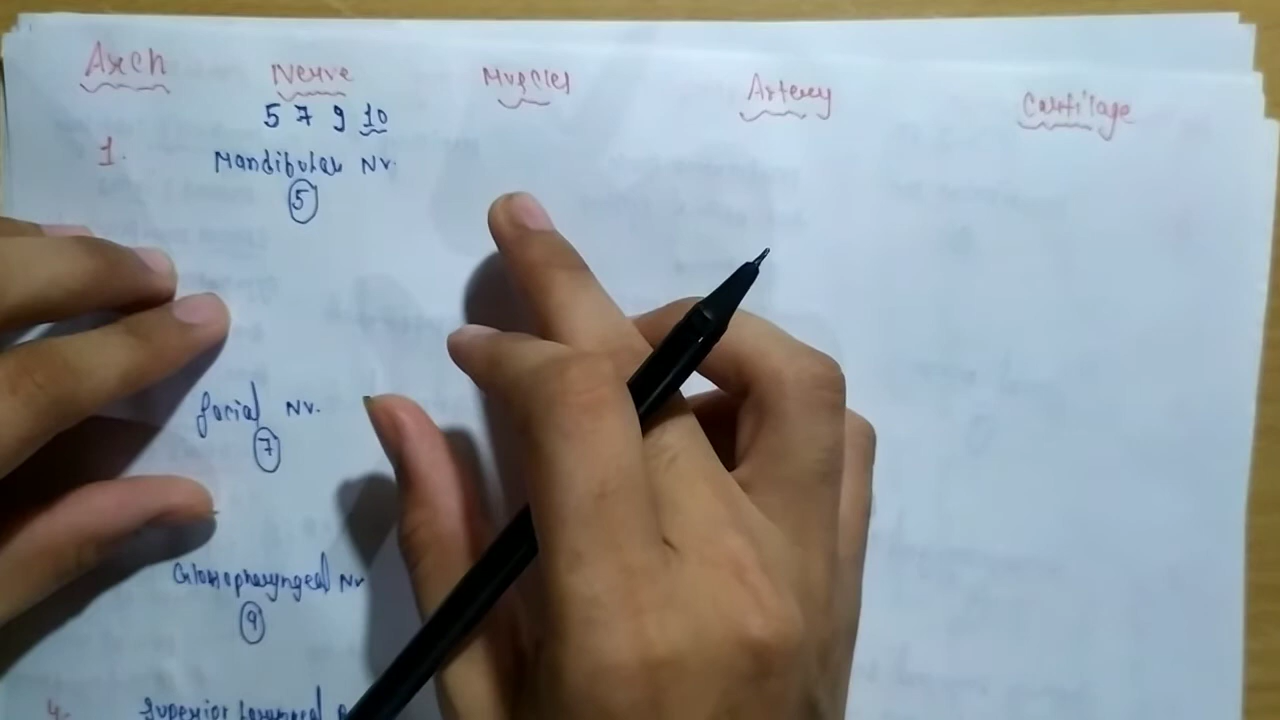 Arch Nerve Muscles Artery Cartilage
5 7 9 10
1. Mandibular Nv.
5
facial Nv.
7
Glossopharyngeal Nv
9
4. Superior laryngeal